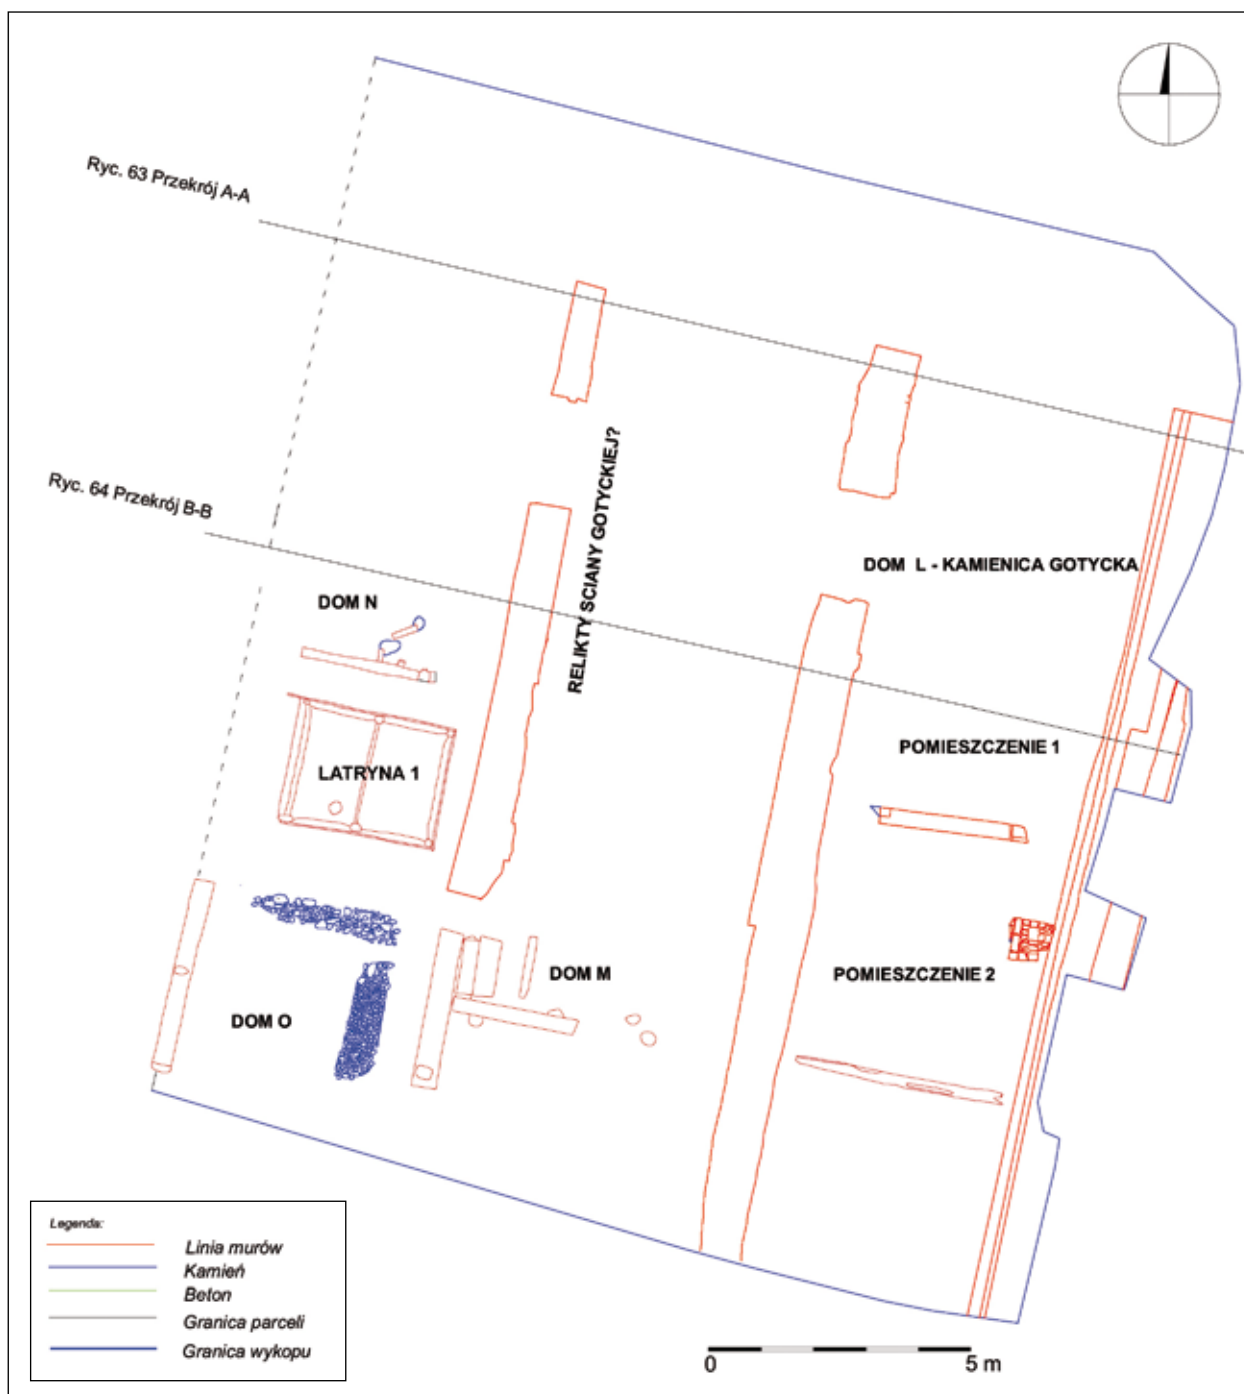 Ryc. 63 Przekrój A-A
Ryc. 64 Przekrój B-B
RELIKTY SCIANY GOTYCKIEJ?
DOM L - KAMIENICA GOTYCKA
DOM N
POMIESZCZENIE 1
LATRYNA 1
DOM M
POMIESZCZENIE 2
DOM O
Legenda:
Linia murów
Kamień
Beton
Granica parceli
Granica wykopu
0 5 m